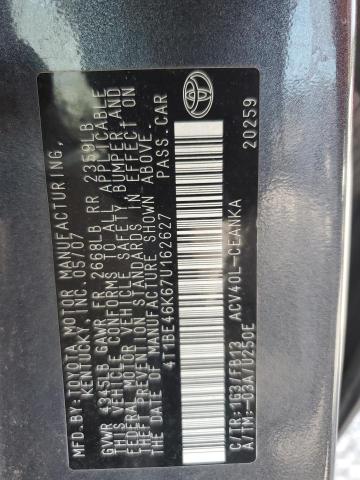 MFD.BY:TOYOTA MOTOR MANUFACTURING,
KENTUCKY, INC. 05/07
GVWR 4345LB GAWR FR 2668LB RR 2359LB
THIS VEHICLE CONFORMS TO ALL APPLICABLE
FEDERAL MOTOR VEHICLE SAFETY, BUMPER, AND
THEFT PREVENTION STANDARDS IN EFFECT ON
THE DATE OF MANUFACTURE SHOWN ABOVE.
4T1BE46K67U162627 PASS.CAR
C/TR:1G3/FB13 ACV40L-CEANKA
A/TM:-03A/U250E 20259
TOYOTA